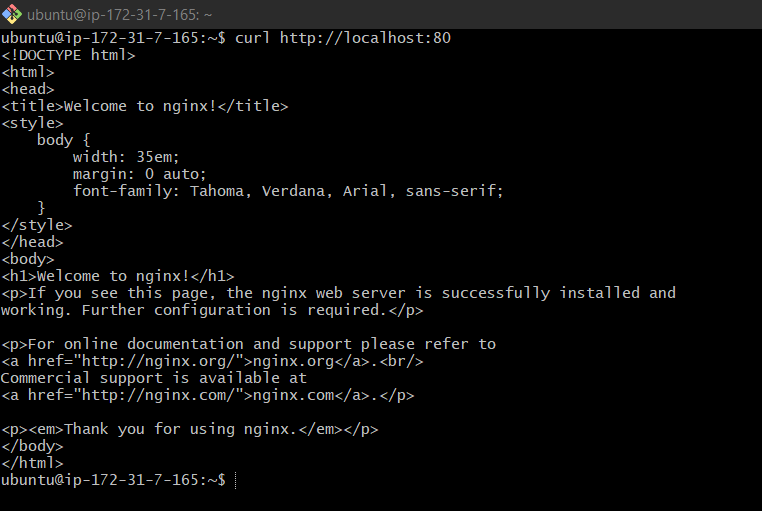 ubuntu@ip-172-31-7-165: ~
ubuntu@ip-172-31-7-165:~$ curl http://localhost:80
<!DOCTYPE html>
<html>
<head>
<title>Welcome to nginx!</title>
<style>
    body {
        width: 35em;
        margin: 0 auto;
        font-family: Tahoma, Verdana, Arial, sans-serif;
    }
</style>
</head>
<body>
<h1>Welcome to nginx!</h1>
<p>If you see this page, the nginx web server is successfully installed and
working. Further configuration is required.</p>

<p>For online documentation and support please refer to
<a href="http://nginx.org/">nginx.org</a>.<br/>
Commercial support is available at
<a href="http://nginx.com/">nginx.com</a>.</p>

<p><em>Thank you for using nginx.</em></p>
</body>
</html>
ubuntu@ip-172-31-7-165:~$